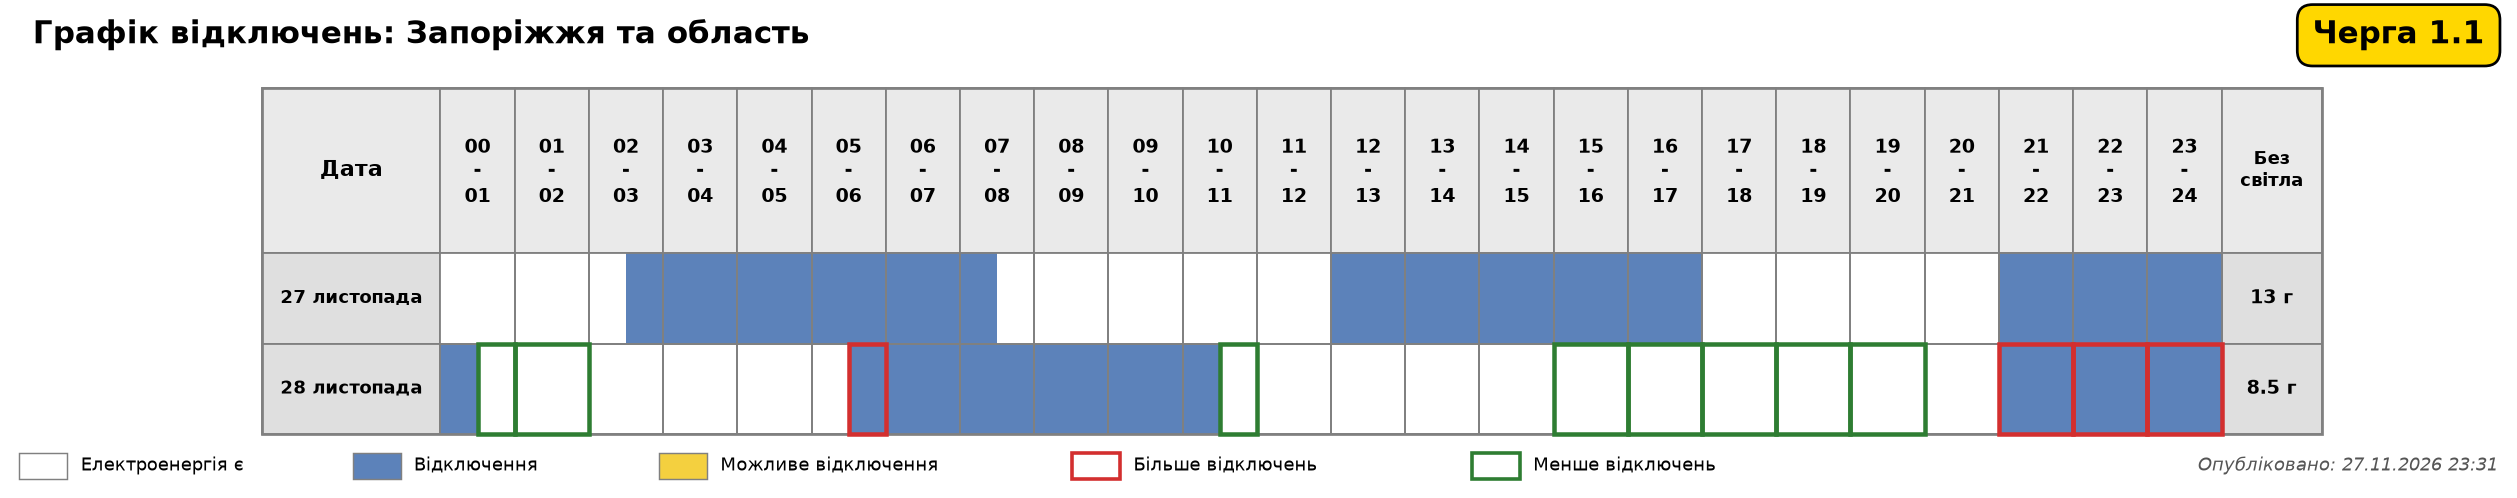 Графік відключень: Запоріжжя та область
Черга 1.1
Дата
00 - 01
01 - 02
02 - 03
03 - 04
04 - 05
05 - 06
06 - 07
07 - 08
08 - 09
09 - 10
10 - 11
11 - 12
12 - 13
13 - 14
14 - 15
15 - 16
16 - 17
17 - 18
18 - 19
19 - 20
20 - 21
21 - 22
22 - 23
23 - 24
Без
світла
27 листопада
13 г
28 листопада
8.5 г
Електроенергія є
Відключення
Можливе відключення
Більше відключень
Менше відключень
Опубліковано: 27.11.2026 23:31